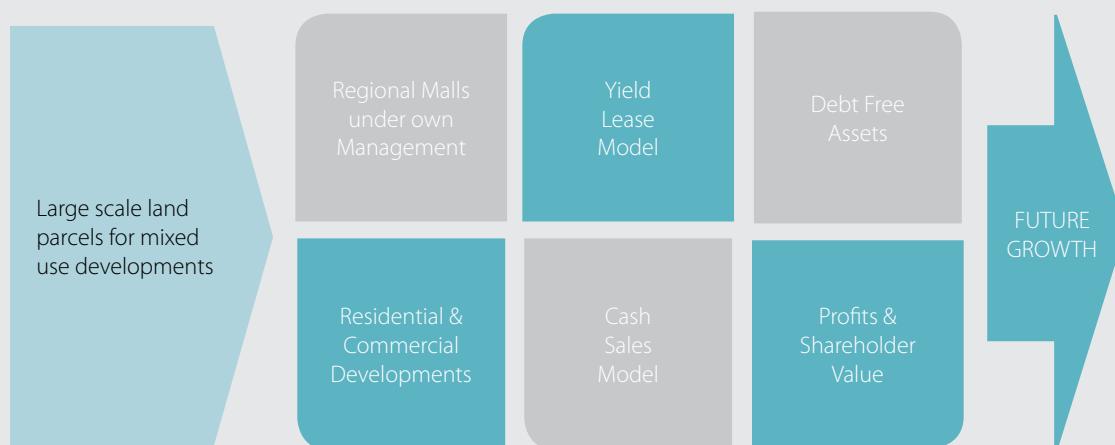 Large scale land
parcels for mixed
use developments
Regional Malls
under own
Management
Yield
Lease
Model
Debt Free
Assets
Residential &
Commercial
Developments
Cash
Sales
Model
Profits &
Shareholder
Value
FUTURE
GROWTH